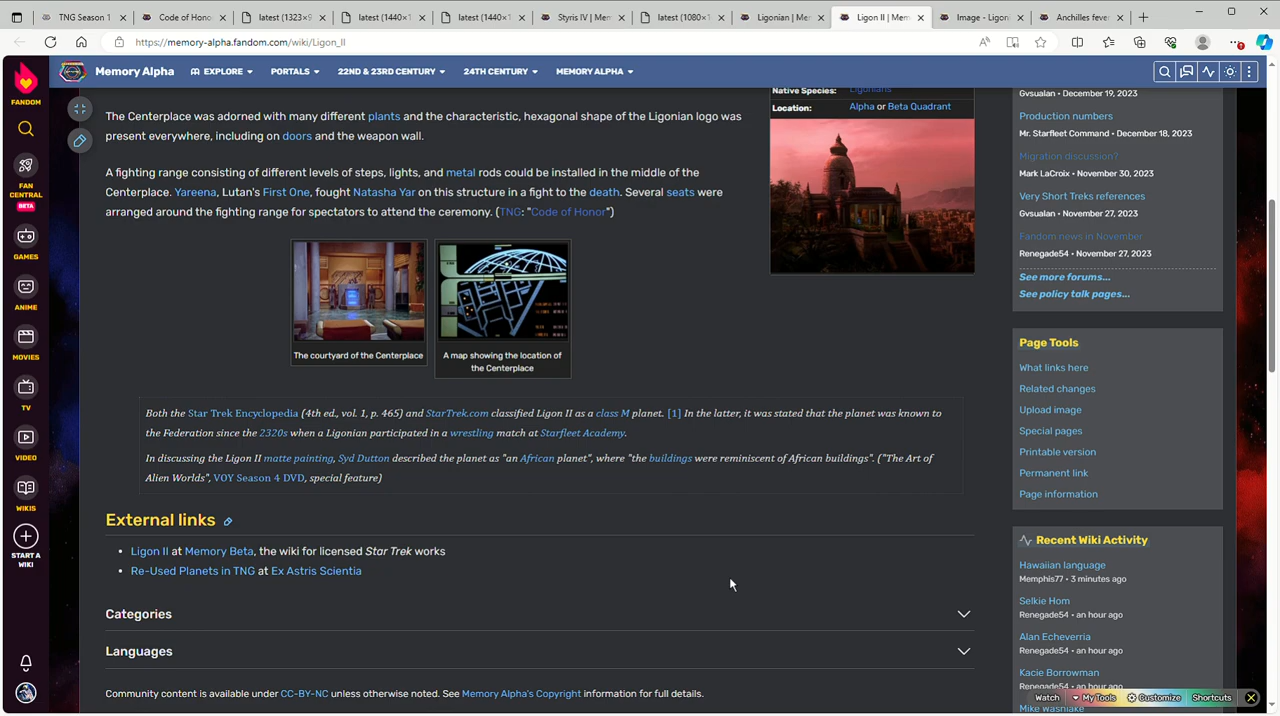 TNG Season 1
Code of Honor
latest (1323×9
latest (1440×1
latest (1440×1
Styris IV | Mem
latest (1080×1
Ligonian | Mem
Ligon II | Mem
Image - Ligoni
Anchilles fever
https://memory-alpha.fandom.com/wiki/Ligon_II
FANDOM
FAN CENTRAL
BETA
GAMES
ANIME
MOVIES
TV
VIDEO
WIKIS
START A WIKI
Memory Alpha
EXPLORE
PORTALS
22ND & 23RD CENTURY
24TH CENTURY
MEMORY ALPHA
The Centerplace was adorned with many different plants and the characteristic, hexagonal shape of the Ligonian logo was
present everywhere, including on doors and the weapon wall.
A fighting range consisting of different levels of steps, lights, and metal rods could be installed in the middle of the
Centerplace. Yareena, Lutan's First One, fought Natasha Yar on this structure in a fight to the death. Several seats were
arranged around the fighting range for spectators to attend the ceremony. (TNG: "Code of Honor")
Native Species: Ligonians
Location: Alpha or Beta Quadrant
The courtyard of the Centerplace
A map showing the location of
the Centerplace
Both the Star Trek Encyclopedia (4th ed., vol. 1, p. 465) and StarTrek.com classified Ligon II as a class M planet. [1] In the latter, it was stated that the planet was known to
the Federation since the 2320s when a Ligonian participated in a wrestling match at Starfleet Academy.
In discussing the Ligon II matte painting, Syd Dutton described the planet as "an African planet", where "the buildings were reminiscent of African buildings". ("The Art of
Alien Worlds", VOY Season 4 DVD, special feature)
External links
• Ligon II at Memory Beta, the wiki for licensed Star Trek works
• Re-Used Planets in TNG at Ex Astris Scientia
Categories
Languages
Community content is available under CC-BY-NC unless otherwise noted. See Memory Alpha's Copyright information for full details.
Gvsualan • December 19, 2023
Production numbers
Mr. Starfleet Command • December 18, 2023
Migration discussion?
Mark LaCroix • November 30, 2023
Very Short Treks references
Gvsualan • November 27, 2023
Fandom news in November
Renegade54 • November 27, 2023
See more forums...
See policy talk pages...
Page Tools
What links here
Related changes
Upload image
Special pages
Printable version
Permanent link
Page information
Recent Wiki Activity
Hawaiian language
Memphis77 • 3 minutes ago
Selkie Hom
Renegade54 • an hour ago
Alan Echeverria
Renegade54 • an hour ago
Kacie Borrowman
Renegade54 • an hour ago
Watch
My Tools
Customize
Shortcuts